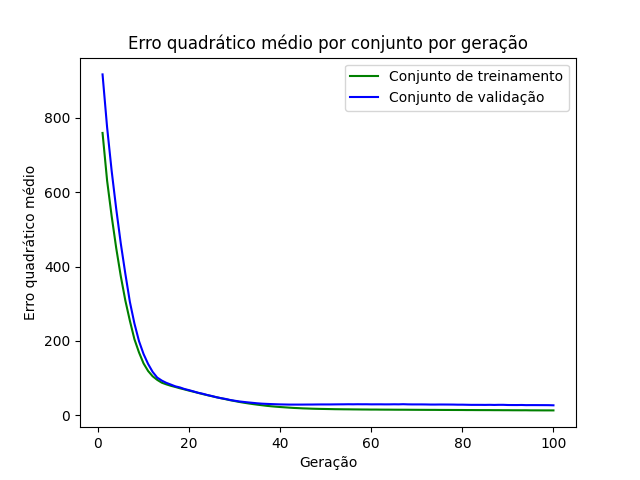 Erro quadrático médio por conjunto por geração
Conjunto de treinamento
Conjunto de validação
Erro quadrático médio
800
600
400
200
0
0 20 40 60 80 100
Geração